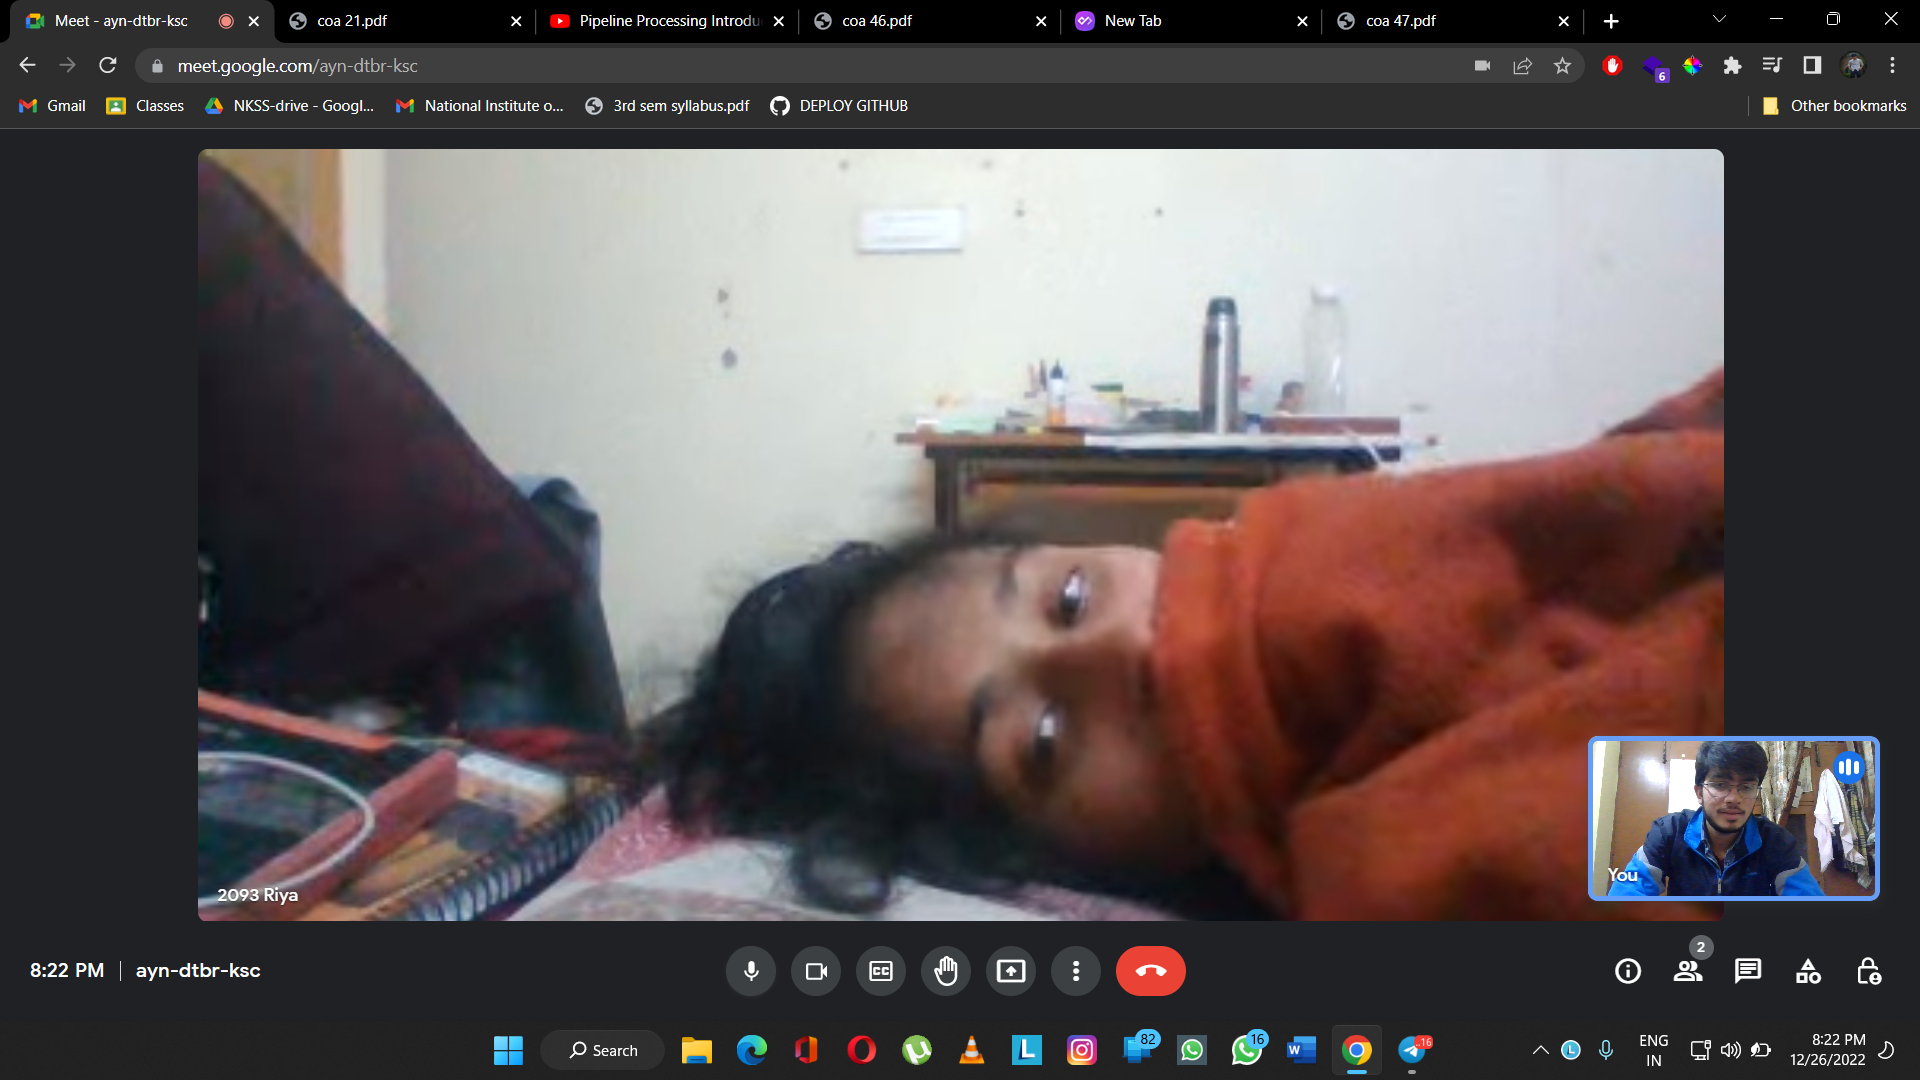 Meet - ayn-dtbr-ksc
coa 21.pdf
Pipeline Processing Introdu
coa 46.pdf
New Tab
coa 47.pdf
meet.google.com/ayn-dtbr-ksc
6
Gmail
Classes
NKSS-drive - Googl...
National Institute o...
3rd sem syllabus.pdf
DEPLOY GITHUB
Other bookmarks
2093 Riya
You
8:22 PM
ayn-dtbr-ksc
CC
2
Search
L
82
16
W
..16
L
ENG
IN
8:22 PM
12/26/2022